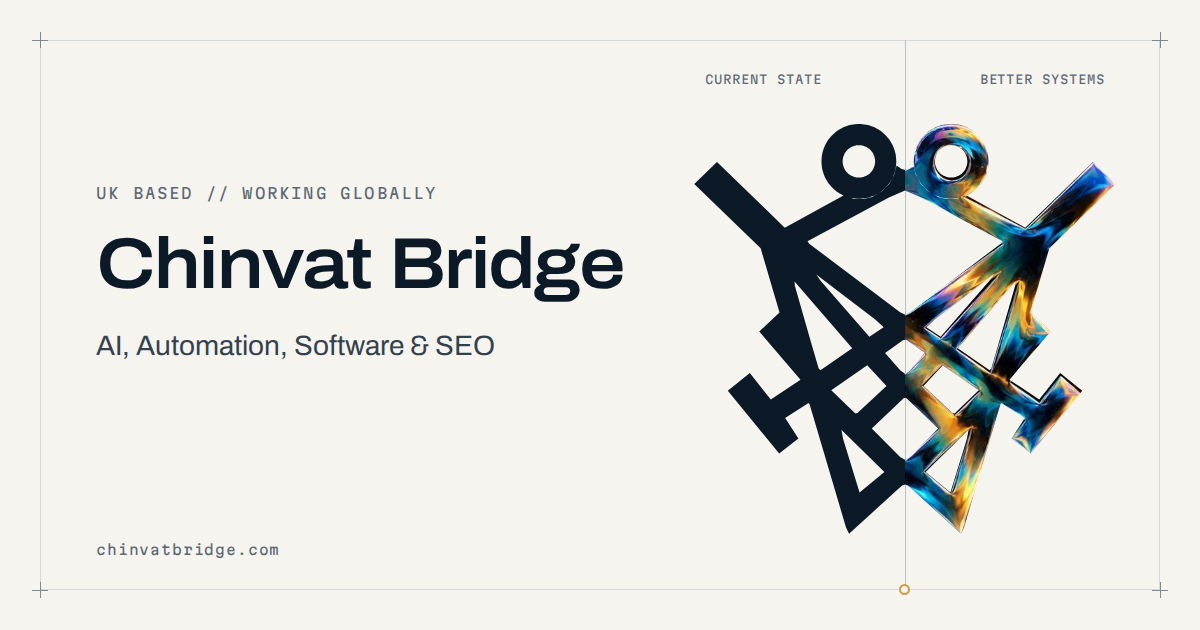 CURRENT STATE
BETTER SYSTEMS
UK BASED // WORKING GLOBALLY
Chinvat Bridge
AI, Automation, Software & SEO
chinvatbridge.com